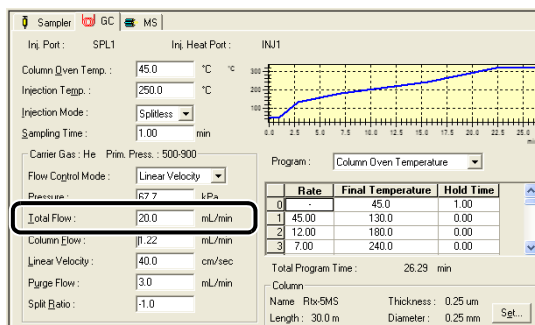 Sampler GC MS
Inj. Port : SPL1 Inj. Heat Port : INJ1
Column Oven Temp. : 45.0 °C °C
Injection Temp. : 250.0 °C
Injection Mode : Splitless
Sampling Time : 1.00 min
300
200
100
0.0 2.5 5.0 7.5 10.0 12.5 15.0 17.5 20.0 22.5 25.0
min
Carrier Gas : He Prim. Press. : 500-900
Flow Control Mode : Linear Velocity
Pressure : 67.7 kPa
Total Flow : 20.0 mL/min
Column Flow : 1.22 mL/min
Linear Velocity : 40.0 cm/sec
Purge Flow : 3.0 mL/min
Split Ratio : -1.0
Program : Column Oven Temperature
Rate Final Temperature Hold Time
0 - 45.0 1.00
1 45.00 130.0 0.00
2 12.00 180.0 0.00
3 7.00 240.0 0.00
Total Program Time : 26.29 min
Column
Name Rtx-5MS Thickness : 0.25 um
Length : 30.0 m Diameter : 0.25 mm Set...